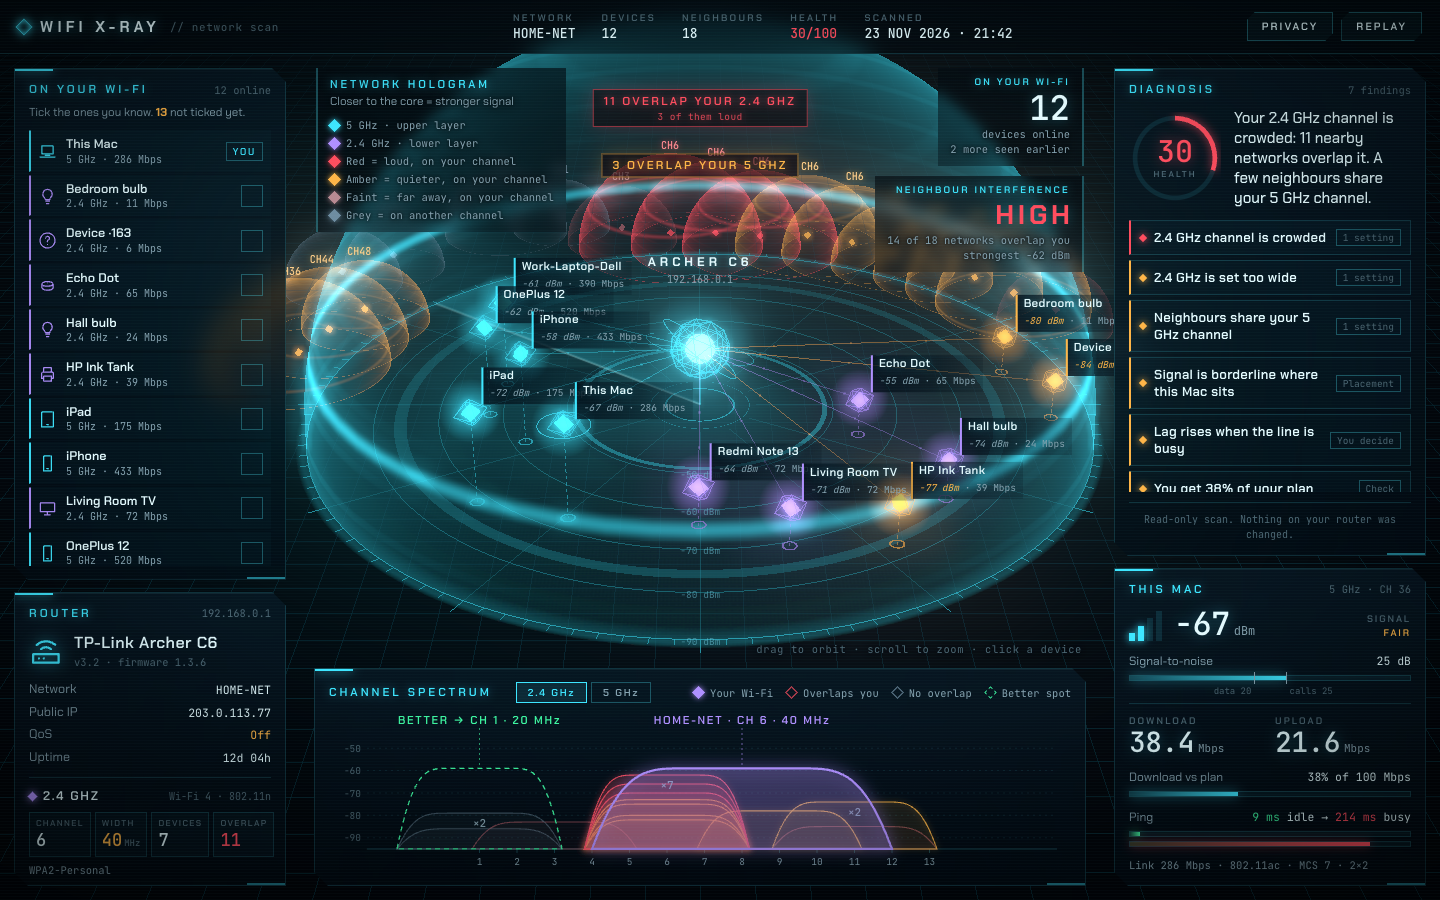 WIFI X-RAY // network scan
NETWORK
HOME-NET
DEVICES
12
NEIGHBOURS
18
HEALTH
30/100
SCANNED
23 NOV 2026 · 21:42
PRIVACY
REPLAY
ON YOUR WI-FI
12 online
Tick the ones you know. 13 not ticked yet.
This Mac
5 GHz · 286 Mbps
YOU
Bedroom bulb
2.4 GHz · 11 Mbps
Device ·163
2.4 GHz · 6 Mbps
Echo Dot
2.4 GHz · 65 Mbps
Hall bulb
2.4 GHz · 24 Mbps
HP Ink Tank
2.4 GHz · 39 Mbps
iPad
5 GHz · 175 Mbps
iPhone
5 GHz · 433 Mbps
Living Room TV
2.4 GHz · 72 Mbps
OnePlus 12
5 GHz · 520 Mbps
ROUTER
192.168.0.1
TP-Link Archer C6
v3.2 · firmware 1.3.6
Network
HOME-NET
Public IP
203.0.113.77
QoS
Off
Uptime
12d 04h
2.4 GHZ
Wi-Fi 4 · 802.11n
CHANNEL
6
WIDTH
40 MHz
DEVICES
7
OVERLAP
11
WPA2-Personal
NETWORK HOLOGRAM
Closer to the core = stronger signal
5 GHz · upper layer
2.4 GHz · lower layer
Red = loud, on your channel
Amber = quieter, on your channel
Faint = far away, on your channel
Grey = on another channel
11 OVERLAP YOUR 2.4 GHZ
3 of them loud
CH6
CH6
3 OVERLAP YOUR 5 GHZ
CH6
CH6
CH3
ON YOUR WI-FI
12
devices online
2 more seen earlier
NEIGHBOUR INTERFERENCE
HIGH
14 of 18 networks overlap you
strongest -62 dBm
CH48
CH44
H36
ARCHER C6
192.168.0.1
Work-Laptop-Dell
-61 dBm · 390 Mbps
OnePlus 12
-62 dBm · 520 Mbps
iPhone
-58 dBm · 433 Mbps
iPad
-72 dBm · 175 M
This Mac
-67 dBm · 286 Mbps
Bedroom bulb
-80 dBm · 11 Mbp
Device
-84 dBm
Echo Dot
-55 dBm · 65 Mbps
Hall bulb
-74 dBm · 24 Mbps
Redmi Note 13
-64 dBm · 72 Mb
Living Room TV
-71 dBm · 72 Mbps
HP Ink Tank
-77 dBm · 39 Mbps
-60 dBm
-70 dBm
-80 dBm
-90 dBm
drag to orbit · scroll to zoom · click a device
CHANNEL SPECTRUM
2.4 GHz
5 GHz
Your Wi-Fi
Overlaps you
No overlap
Better spot
BETTER → CH 1 · 20 MHz
HOME-NET · CH 6 · 40 MHz
-50
-60
-70
-80
-90
×2
×7
×2
1 2 3 4 5 6 7 8 9 10 11 12 13
DIAGNOSIS
7 findings
30
HEALTH
Your 2.4 GHz channel is
crowded: 11 nearby
networks overlap it. A
few neighbours share
your 5 GHz channel.
2.4 GHz channel is crowded
1 setting
2.4 GHz is set too wide
1 setting
Neighbours share your 5
GHz channel
1 setting
Signal is borderline where
this Mac sits
Placement
Lag rises when the line is
busy
You decide
You get 38% of your plan
Check
Read-only scan. Nothing on your router was
changed.
THIS MAC
5 GHz · CH 36
-67 dBm
SIGNAL
FAIR
Signal-to-noise
25 dB
data 20
calls 25
DOWNLOAD
38.4 Mbps
UPLOAD
21.6 Mbps
Download vs plan
38% of 100 Mbps
Ping
9 ms idle → 214 ms busy
Link 286 Mbps · 802.11ac · MCS 7 · 2×2